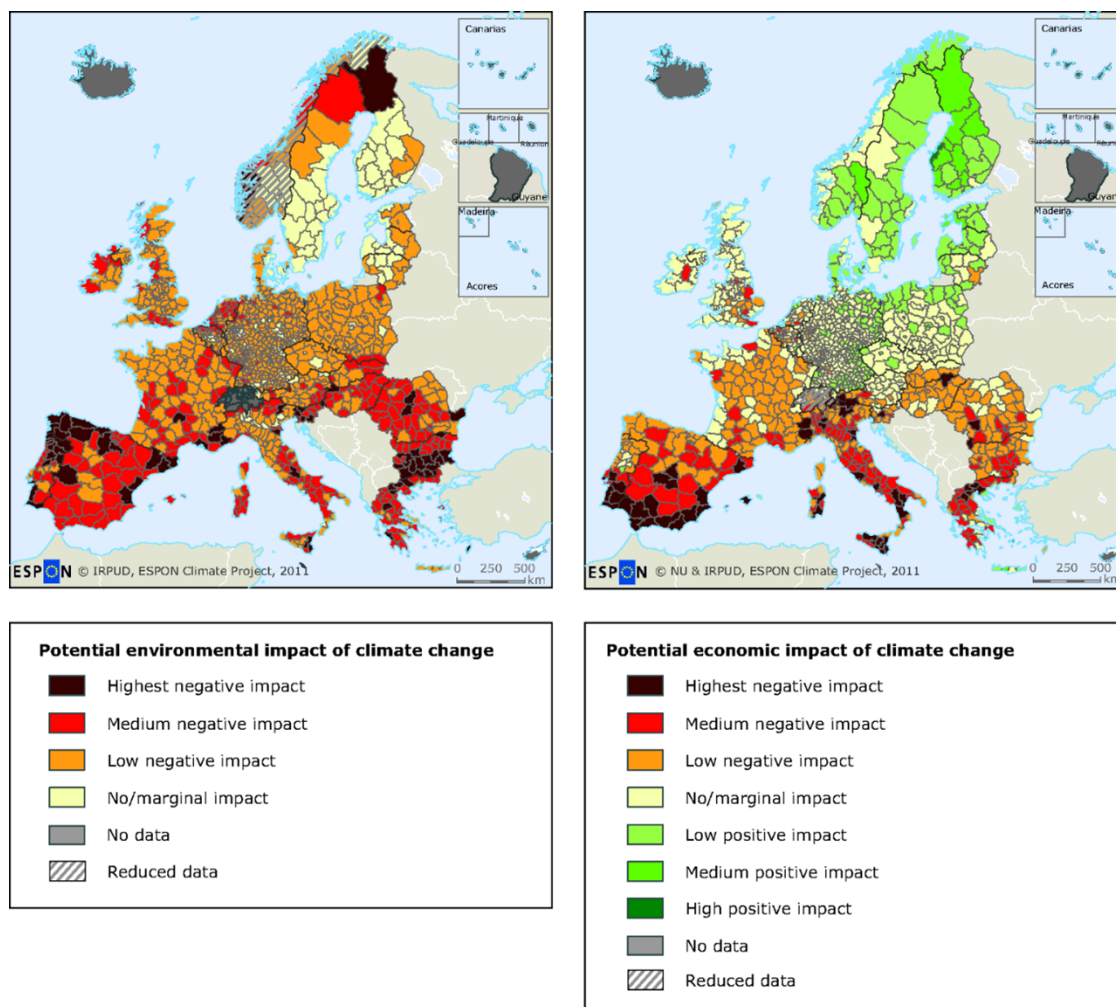 Canarias
Martinique
Guadeloupe
Réunion
Guyane
Madeira
Acores
ESPON © IRPUD, ESPON Climate Project, 2011
0 250 500
km
Potential environmental impact of climate change
Highest negative impact
Medium negative impact
Low negative impact
No/marginal impact
No data
Reduced data
Canarias
Martinique
Guadeloupe
Réunion
Guyane
Madeira
Acores
ESPON © NU & IRPUD, ESPON Climate Project, 2011
0 250 500
km
Potential economic impact of climate change
Highest negative impact
Medium negative impact
Low negative impact
No/marginal impact
Low positive impact
Medium positive impact
High positive impact
No data
Reduced data